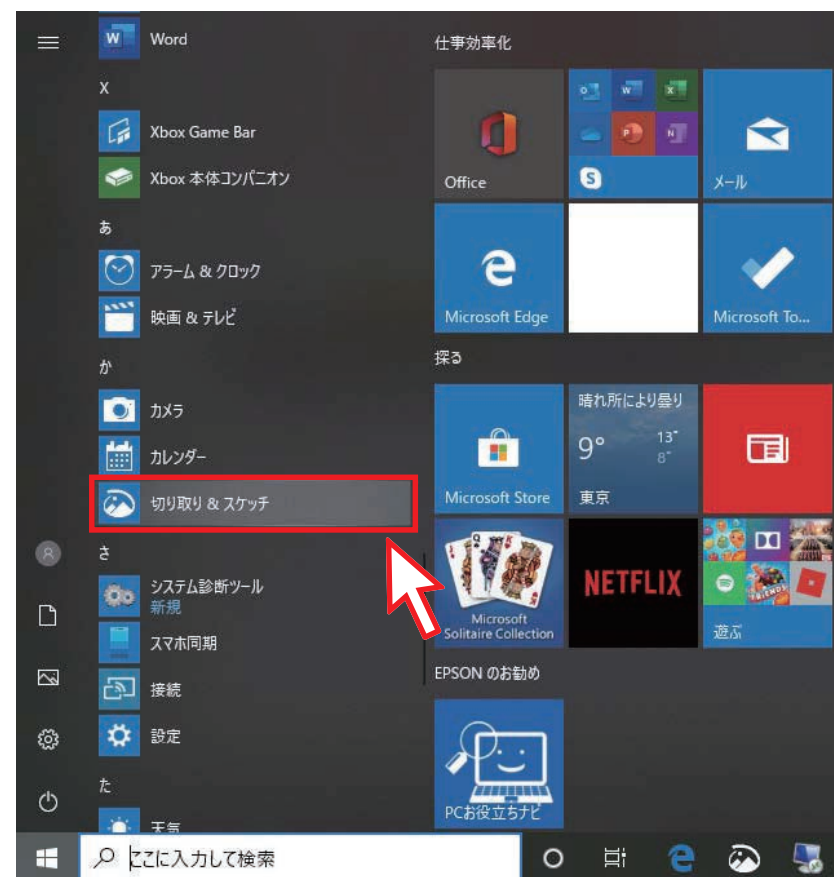 Word
X
Xbox Game Bar
Xbox 本体コンパニオン
あ
アラーム & クロック
映画 & テレビ
か
カメラ
カレンダー
切り取り & スケッチ
さ
システム診断ツール
新規
スマホ同期
接続
設定
た
天気
仕事効率化
Office
メール
Microsoft Edge
Microsoft To...
探る
Microsoft Store
晴れ所により曇り
9° 13°
8°
東京
Microsoft
Solitaire Collection
NETFLIX
遊ぶ
EPSON のお勧め
PCお役立ちナビ
ここに入力して検索